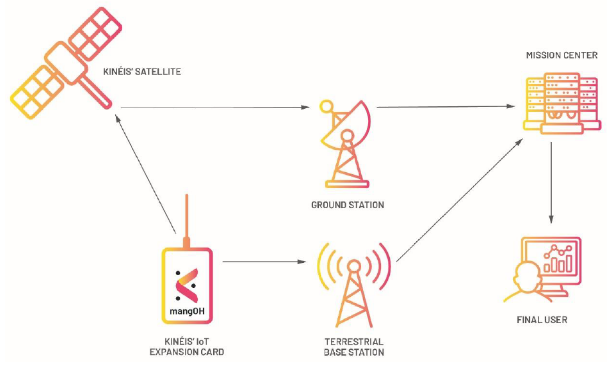 KINÉIS' SATELLITE
MISSION CENTER
GROUND STATION
mangOH
KINÉIS' IoT
EXPANSION CARD
TERRESTRIAL
BASE STATION
FINAL USER